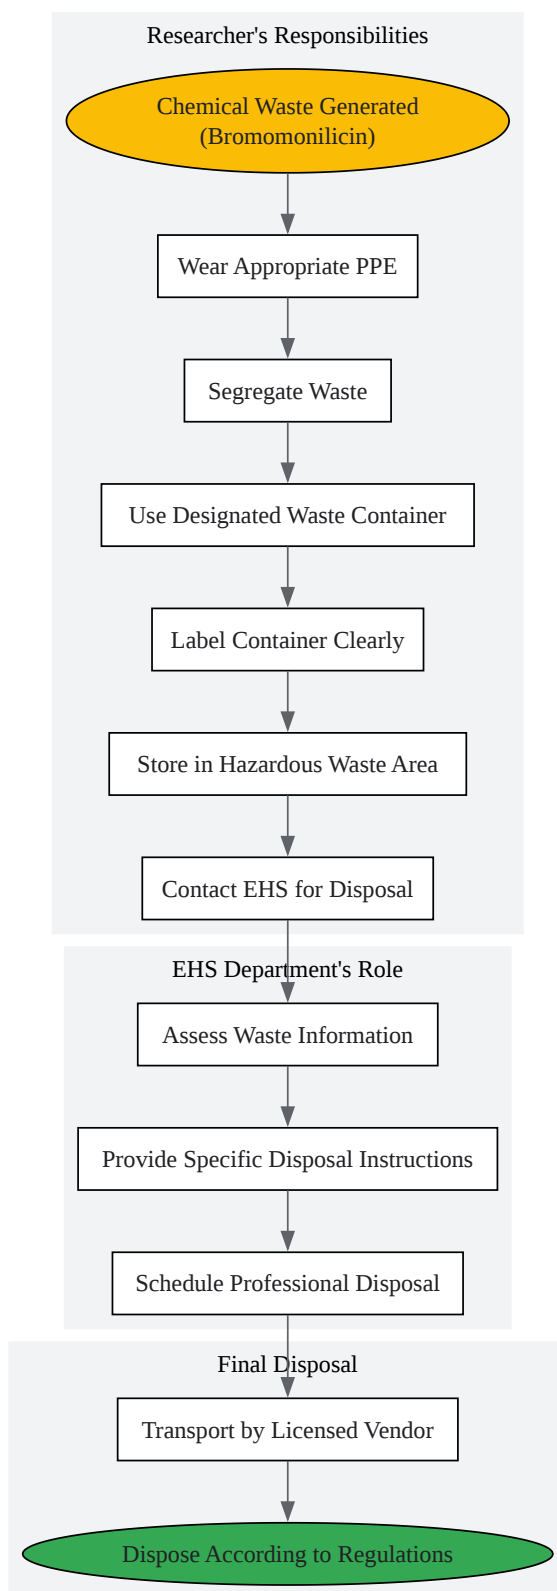 Researcher's Responsibilities
Chemical Waste Generated
(Bromomonilicin)
Wear Appropriate PPE
Segregate Waste
Use Designated Waste Container
Label Container Clearly
Store in Hazardous Waste Area
Contact EHS for Disposal
EHS Department's Role
Assess Waste Information
Provide Specific Disposal Instructions
Schedule Professional Disposal
Final Disposal
Transport by Licensed Vendor
Dispose According to Regulations